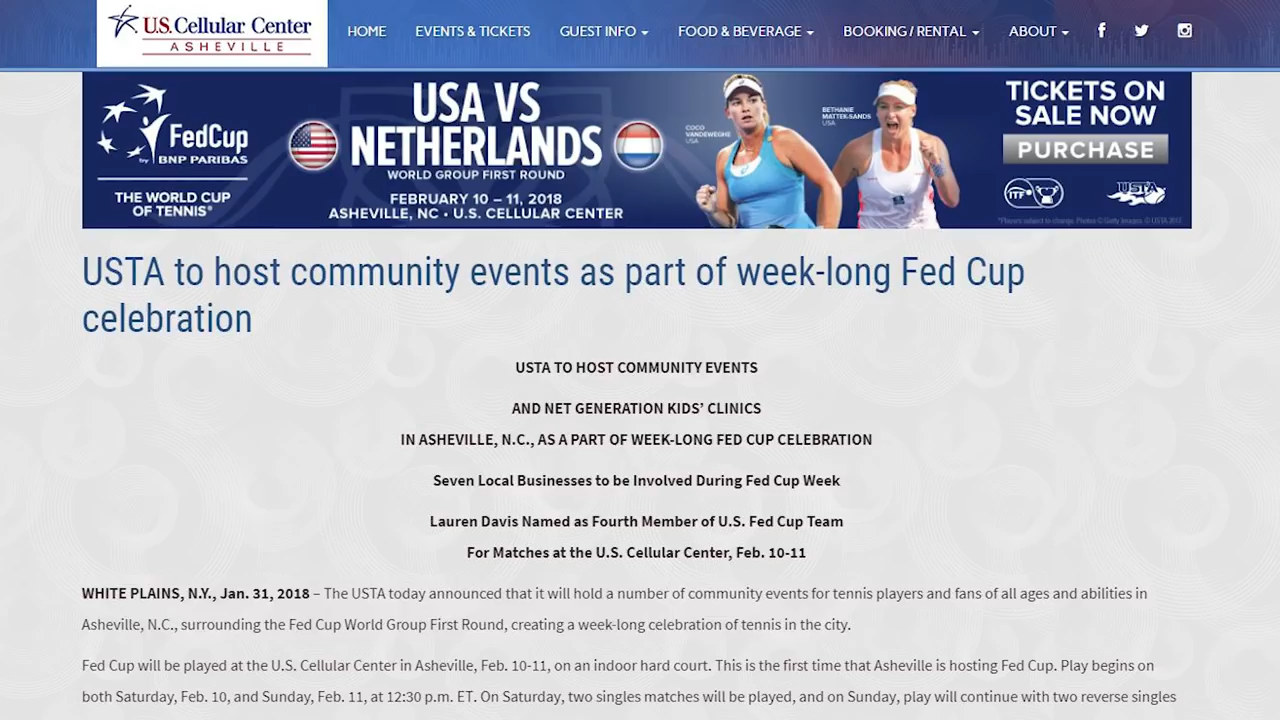 U.S. Cellular Center
ASHEVILLE
HOME EVENTS & TICKETS GUEST INFO FOOD & BEVERAGE BOOKING / RENTAL ABOUT
FedCup
by BNP PARIBAS
THE WORLD CUP
OF TENNIS®
USA VS
NETHERLANDS
WORLD GROUP FIRST ROUND
FEBRUARY 10 – 11, 2018
ASHEVILLE, NC • U.S. CELLULAR CENTER
COCO
VANDEWEGHE
USA
BETHANIE
MATTEK-SANDS
USA
TICKETS ON
SALE NOW
PURCHASE
ITF
USTA
*Players subject to change. Photos © Getty Images. © USTA 2017
USTA to host community events as part of week-long Fed Cup
celebration
USTA TO HOST COMMUNITY EVENTS
AND NET GENERATION KIDS’ CLINICS
IN ASHEVILLE, N.C., AS A PART OF WEEK-LONG FED CUP CELEBRATION
Seven Local Businesses to be Involved During Fed Cup Week
Lauren Davis Named as Fourth Member of U.S. Fed Cup Team
For Matches at the U.S. Cellular Center, Feb. 10-11
WHITE PLAINS, N.Y., Jan. 31, 2018 – The USTA today announced that it will hold a number of community events for tennis players and fans of all ages and abilities in
Asheville, N.C., surrounding the Fed Cup World Group First Round, creating a week-long celebration of tennis in the city.
Fed Cup will be played at the U.S. Cellular Center in Asheville, Feb. 10-11, on an indoor hard court. This is the first time that Asheville is hosting Fed Cup. Play begins on
both Saturday, Feb. 10, and Sunday, Feb. 11, at 12:30 p.m. ET. On Saturday, two singles matches will be played, and on Sunday, play will continue with two reverse singles